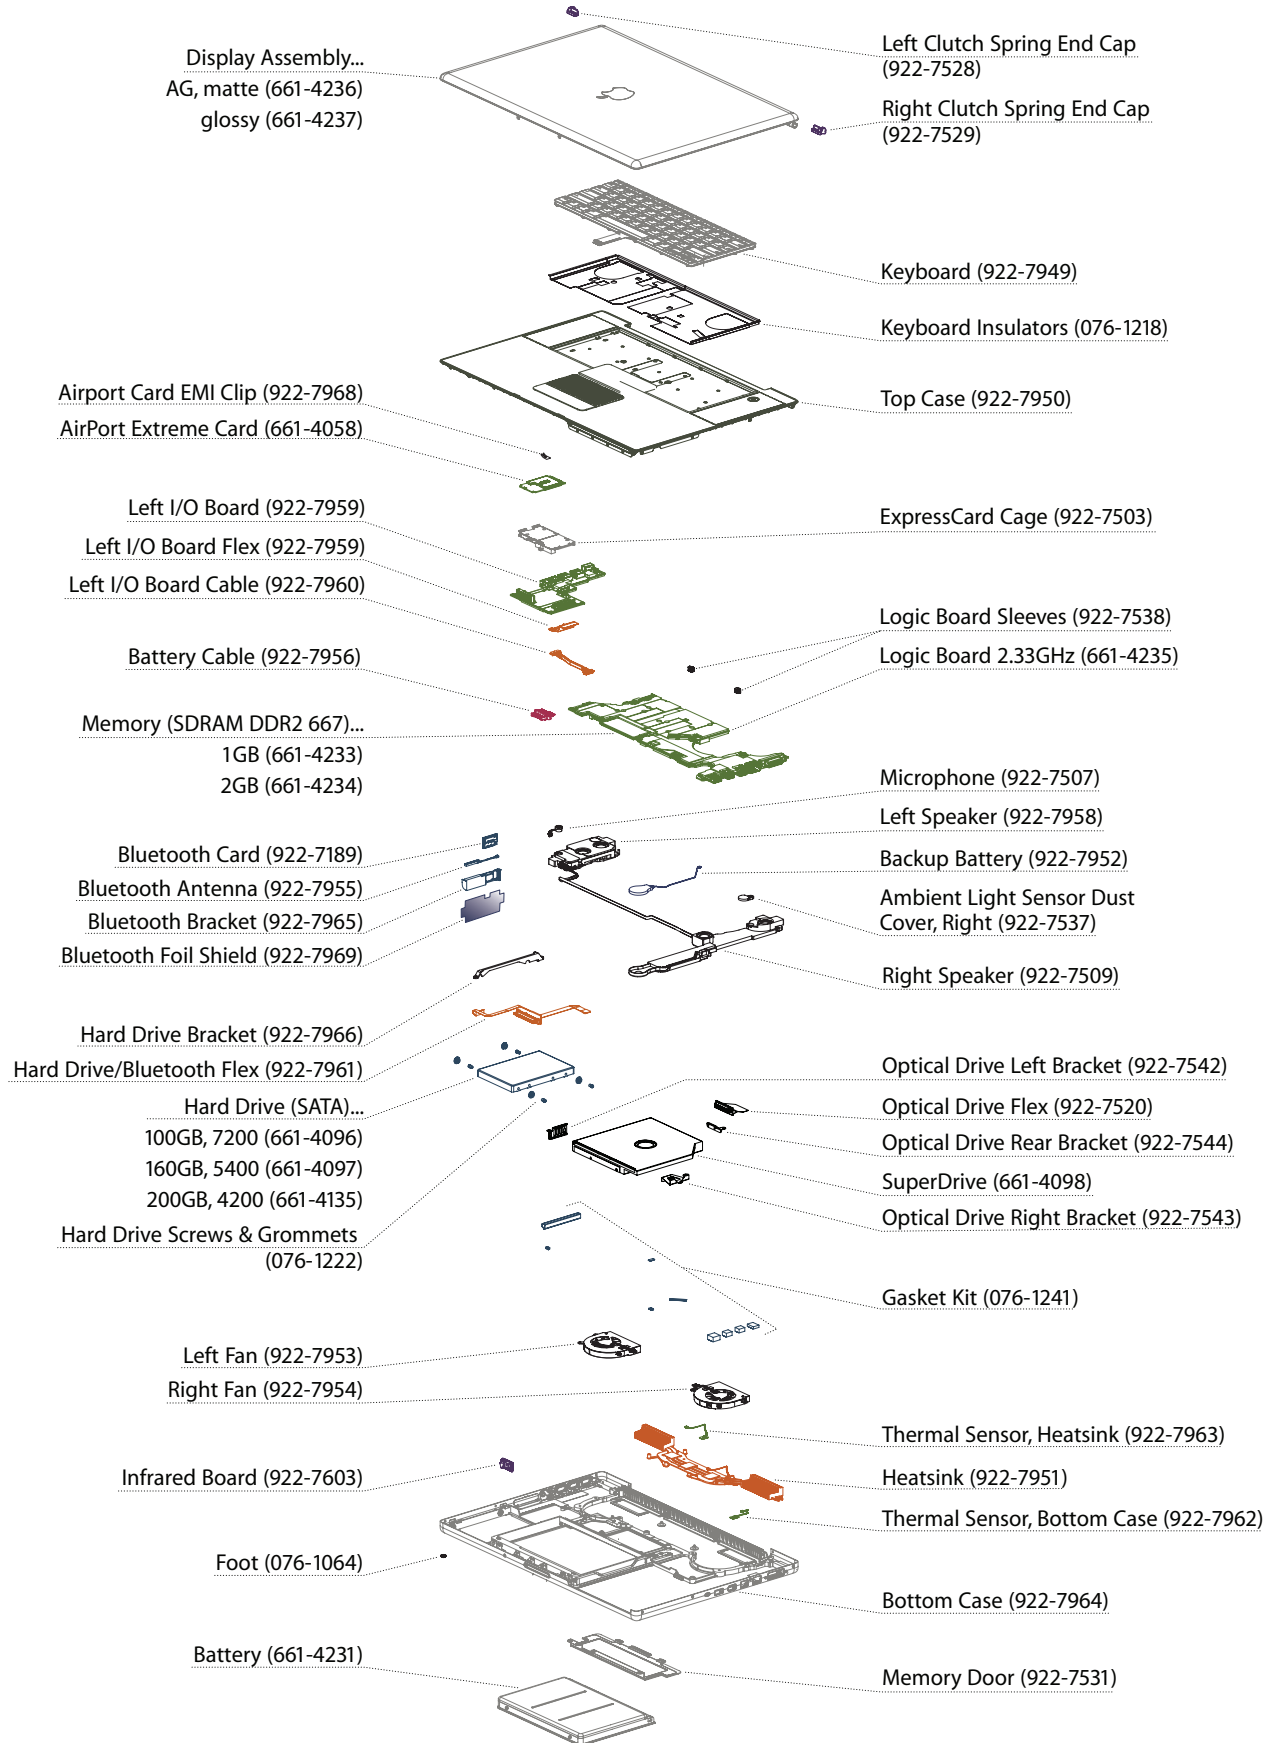 Display Assembly...
AG, matte (661-4236)
glossy (661-4237)
Left Clutch Spring End Cap
(922-7528)
Right Clutch Spring End Cap
(922-7529)
Keyboard (922-7949)
Keyboard Insulators (076-1218)
Airport Card EMI Clip (922-7968)
Top Case (922-7950)
AirPort Extreme Card (661-4058)
Left I/O Board (922-7959)
ExpressCard Cage (922-7503)
Left I/O Board Flex (922-7959)
Left I/O Board Cable (922-7960)
Logic Board Sleeves (922-7538)
Battery Cable (922-7956)
Logic Board 2.33GHz (661-4235)
Memory (SDRAM DDR2 667)...
1GB (661-4233)
2GB (661-4234)
Microphone (922-7507)
Left Speaker (922-7958)
Bluetooth Card (922-7189)
Backup Battery (922-7952)
Bluetooth Antenna (922-7955)
Ambient Light Sensor Dust
Cover, Right (922-7537)
Bluetooth Bracket (922-7965)
Bluetooth Foil Shield (922-7969)
Right Speaker (922-7509)
Hard Drive Bracket (922-7966)
Hard Drive/Bluetooth Flex (922-7961)
Optical Drive Left Bracket (922-7542)
Hard Drive (SATA)...
100GB, 7200 (661-4096)
160GB, 5400 (661-4097)
200GB, 4200 (661-4135)
Optical Drive Flex (922-7520)
Optical Drive Rear Bracket (922-7544)
SuperDrive (661-4098)
Optical Drive Right Bracket (922-7543)
Hard Drive Screws & Grommets
(076-1222)
Gasket Kit (076-1241)
Left Fan (922-7953)
Right Fan (922-7954)
Thermal Sensor, Heatsink (922-7963)
Infrared Board (922-7603)
Heatsink (922-7951)
Thermal Sensor, Bottom Case (922-7962)
Foot (076-1064)
Bottom Case (922-7964)
Battery (661-4231)
Memory Door (922-7531)